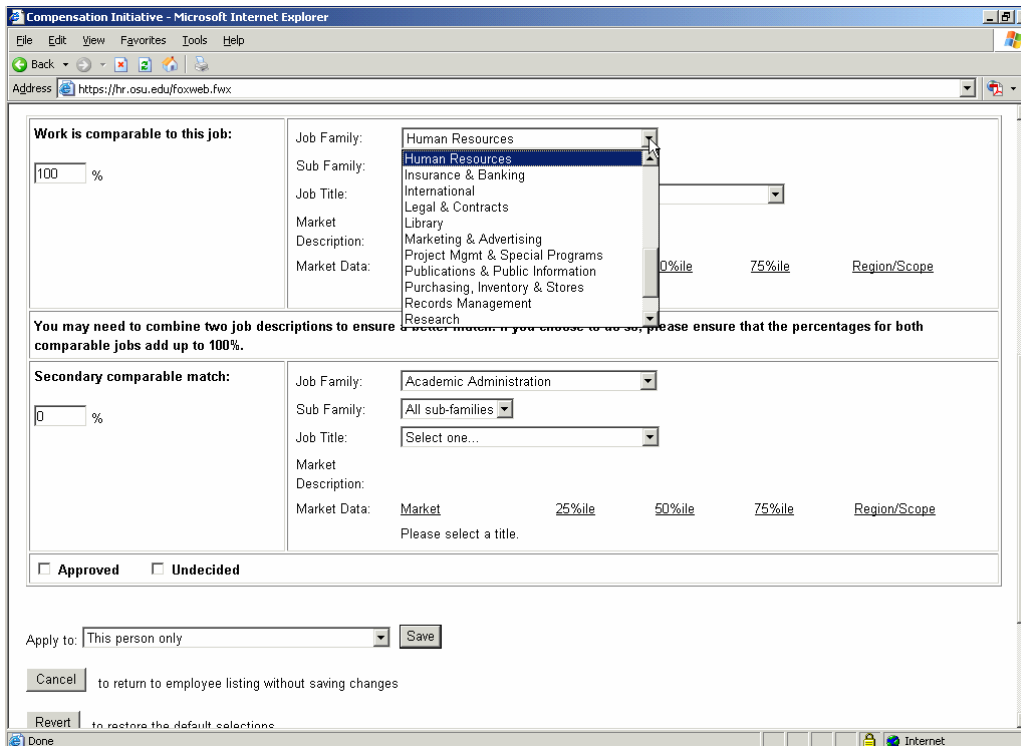 Compensation Initiative - Microsoft Internet Explorer
File Edit View Favorites Tools Help
Back
Address https://hr.osu.edu/foxweb.fwx
Work is comparable to this job:
100 %
Job Family: Human Resources
Sub Family:
Job Title:
Market
Description:
Market Data: 0%ile 75%ile Region/Scope
Human Resources
Insurance & Banking
International
Legal & Contracts
Library
Marketing & Advertising
Project Mgmt & Special Programs
Publications & Public Information
Purchasing, Inventory & Stores
Records Management
Research
You may need to combine two job descriptions to ensure a better match. If you choose to do so, please ensure that the percentages for both
comparable jobs add up to 100%.
Secondary comparable match:
0 %
Job Family: Academic Administration
Sub Family: All sub-families
Job Title: Select one...
Market
Description:
Market Data: Market 25%ile 50%ile 75%ile Region/Scope
Please select a title.
Approved Undecided
Apply to: This person only Save
Cancel to return to employee listing without saving changes
Revert to restore the default selections
Done Internet